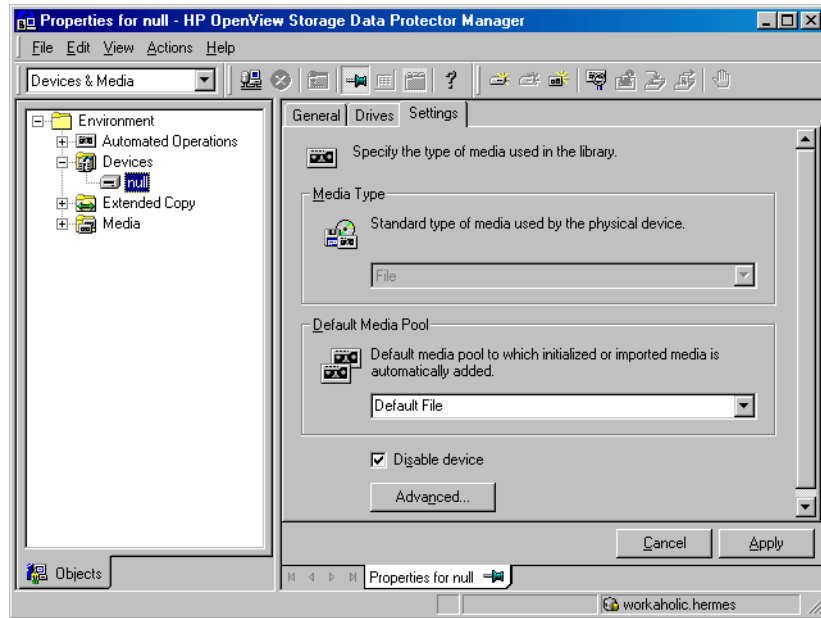 Properties for null - HP OpenView Storage Data Protector Manager
File Edit View Actions Help
Devices & Media
Environment
Automated Operations
Devices
null
Extended Copy
Media
Objects
General Drives Settings
Specify the type of media used in the library.
Media Type
Standard type of media used by the physical device.
File
Default Media Pool
Default media pool to which initialized or imported media is
automatically added.
Default File
Disable device
Advanced...
Cancel Apply
Properties for null
workaholic.hermes